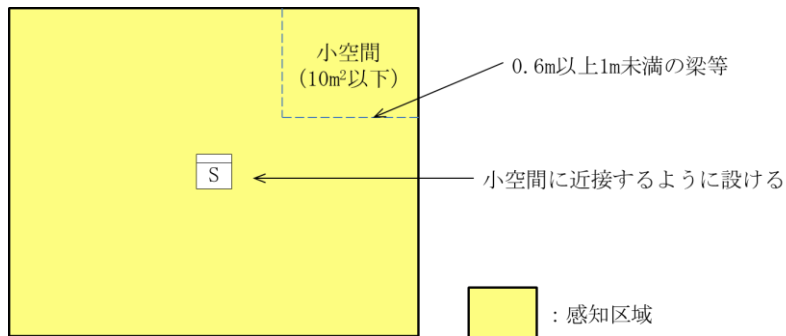 小空間
（10m²以下）
0.6m以上1m未満の梁等
S
小空間に近接するように設ける
：感知区域